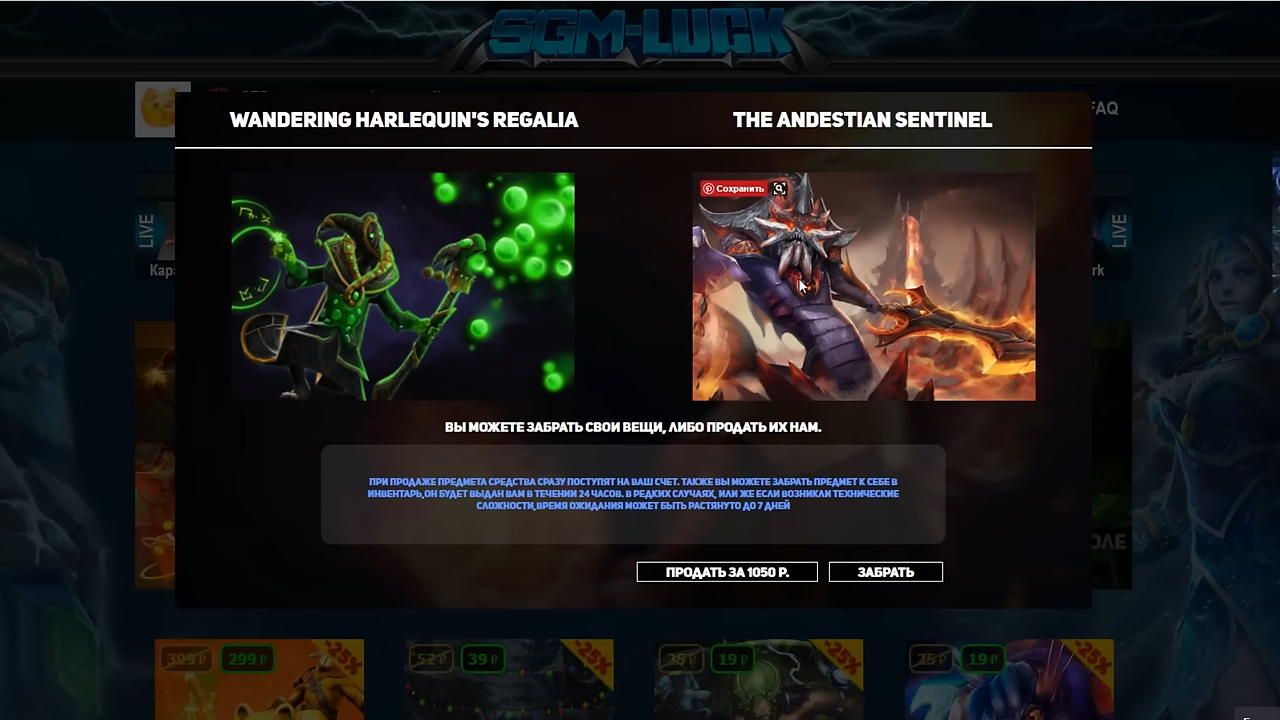 SGM-LUCK
FAQ
WANDERING HARLEQUIN'S REGALIA
THE ANDESTIAN SENTINEL
Сохранить
LIVE
LIVE
Кара
rk
ВЫ МОЖЕТЕ ЗАБРАТЬ СВОИ ВЕЩИ, ЛИБО ПРОДАТЬ ИХ НАМ.
ПРИ ПРОДАЖЕ ПРЕДМЕТА СРЕДСТВА СРАЗУ ПОСТУПЯТ НА ВАШ СЧЕТ. ТАКЖЕ ВЫ МОЖЕТЕ ЗАБРАТЬ ПРЕДМЕТ К СЕБЕ В
ИНВЕНТАРЬ,ОН БУДЕТ ВЫДАН ВАМ В ТЕЧЕНИИ 24 ЧАСОВ. В РЕДКИХ СЛУЧАЯХ, ИЛИ ЖЕ ЕСЛИ ВОЗНИКЛИ ТЕХНИЧЕСКИЕ
СЛОЖНОСТИ,ВРЕМЯ ОЖИДАНИЯ МОЖЕТ БЫТЬ РАСТЯНУТО ДО 7 ДНЕЙ
ОЛЕ
ПРОДАТЬ ЗА 1050 Р.
ЗАБРАТЬ
399 ₽ 299 ₽ -25%
52 ₽ 39 ₽ -25%
25 ₽ 19 ₽ -25%
25 ₽ 19 ₽ -25%